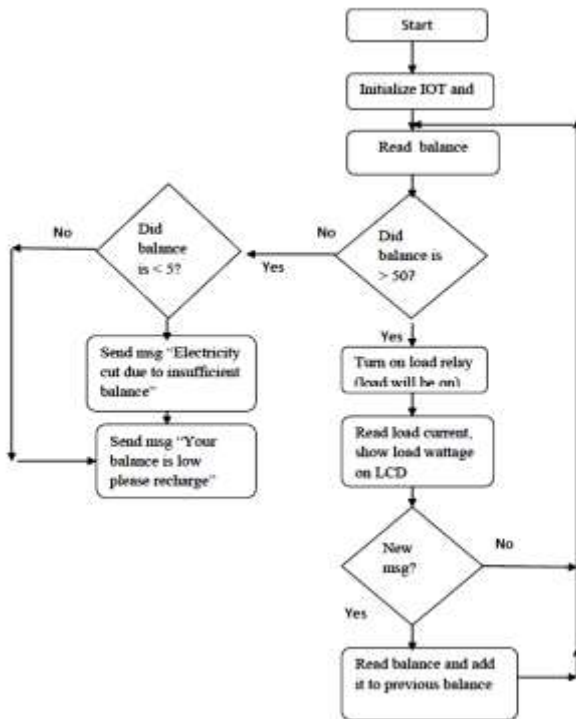 Start
Initialize IOT and
Read balance
Did
balance is
> 50?
No
Yes
Did
balance
is < 5?
No
Yes
Send msg “Electricity
cut due to insufficient
balance”
Send msg “Your
balance is low
please recharge”
Turn on load relay
(load will be on)
Read load current,
show load wattage
on LCD
New
msg?
No
Yes
Read balance and add
it to previous balance